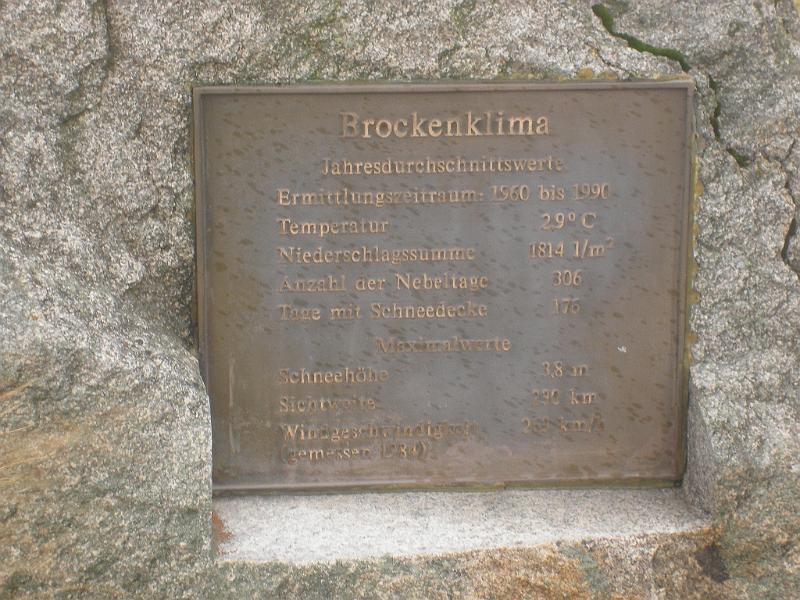 Brockenklima
Jahresdurchschnittswerte
Ermittlungszeitraum: 1960 bis 1990
Temperatur 2,9° C
Niederschlagssumme 1814 l/m²
Anzahl der Nebeltage 306
Tage mit Schneedecke 176
Maximalwerte
Schneehöhe 3,8 m
Sichtweite 230 km
Windgeschwindigkeit 263 km/h
(gemessen 1984)